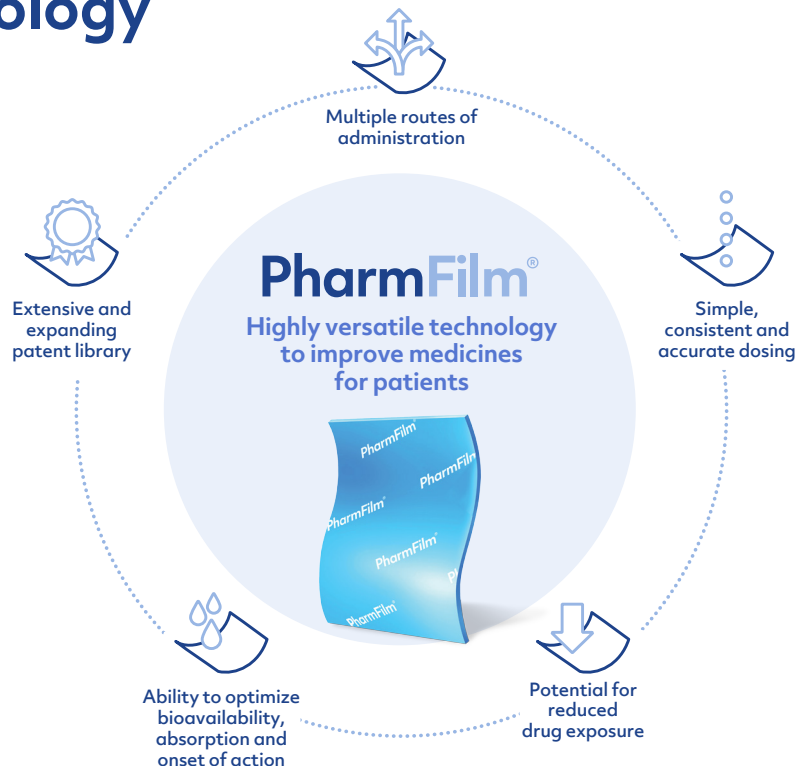 ology
Multiple routes of
administration
Extensive and
expanding
patent library
PharmFilm®
Highly versatile technology
to improve medicines
for patients
Simple,
consistent and
accurate dosing
PharmFilm®
PharmFilm
PharmFilm®
PharmFilm®
PharmFilm®
Ability to optimize
bioavailability,
absorption and
onset of action
Potential for
reduced
drug exposure